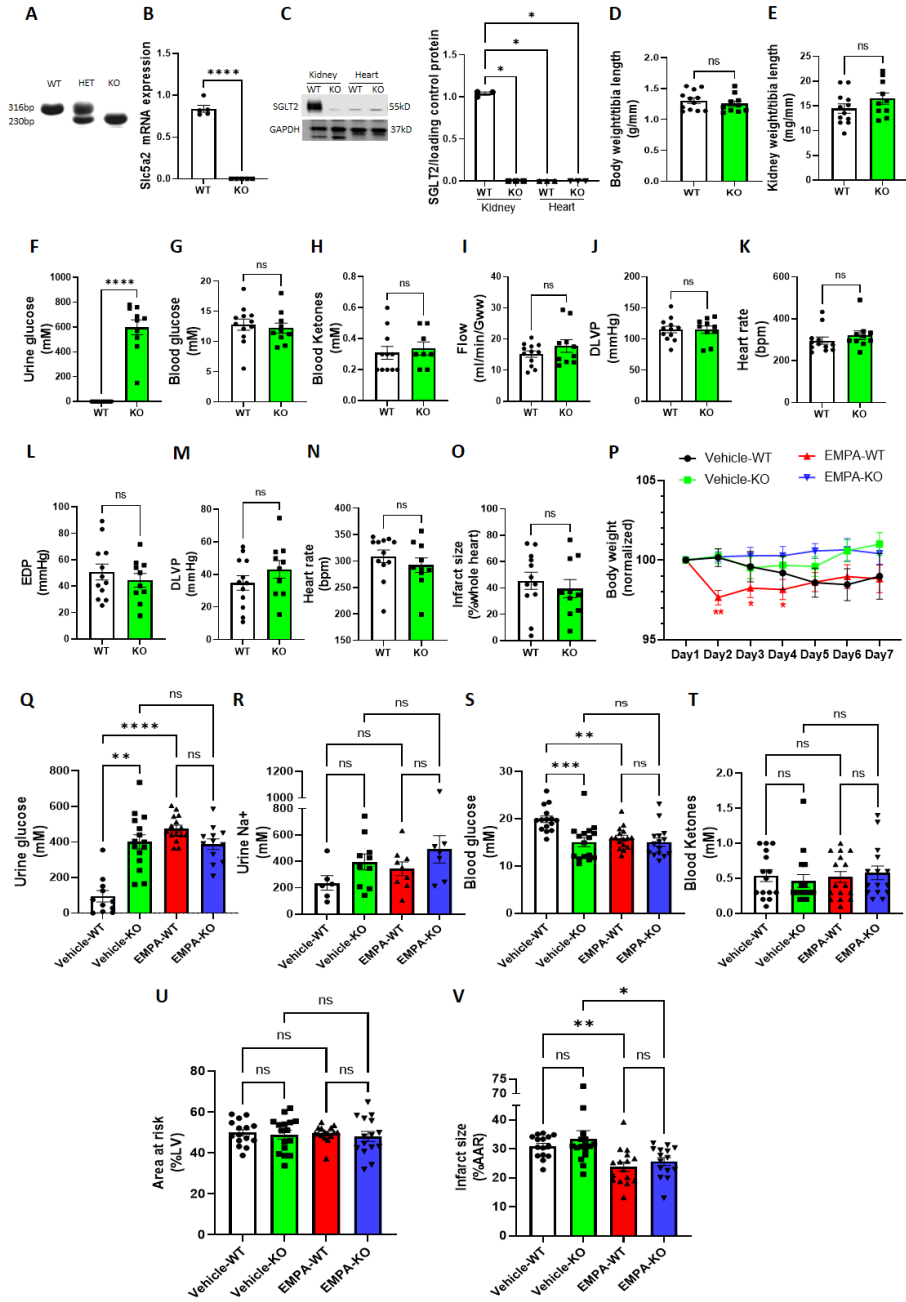 A
WT HET KO
316bp
230bp
B
Slc5a2 mRNA expression
1.5
1.0
0.5
0.0
****
WT KO
C
Kidney Heart
WT KO WT KO
SGLT2 55kD
GAPDH 37kD
SGLT2/loading control protein
1.5
1.0
0.5
0.0
*
*
*
WT KO WT KO
KIdney Heart
D
Body weight/tibia length
(g/mm)
2.0
1.5
1.0
0.5
0.0
ns
WT KO
E
Kidney weight/tibia length
(mg/mm)
25
20
15
10
5
0
ns
WT KO
F
Urine glucose
(mM)
1000
800
600
400
200
0
****
WT KO
G
Blood glucose
(mM)
20
15
10
5
0
ns
WT KO
H
Blood Ketones
(mM)
0.8
0.6
0.4
0.2
0.0
ns
WT KO
I
Flow
(ml/min/Gww)
40
30
20
10
0
ns
WT KO
J
DLVP
(mmHg)
200
150
100
50
0
ns
WT KO
K
Heart rate
(bpm)
600
400
200
0
ns
WT KO
L
EDP
(mmHg)
100
80
60
40
20
0
ns
WT KO
M
DLVP
(mmHg)
80
60
40
20
0
ns
WT KO
N
Heart rate
(bpm)
400
350
300
250
200
150
ns
WT KO
O
Infarct size
(%whole heart)
100
80
60
40
20
0
ns
WT KO
P
Vehicle-WT EMPA-WT
Vehicle-KO EMPA-KO
Body weight
(bnormalized)
105
100
95
** * *
Day1 Day2 Day3 Day4 Day5 Day6 Day7
Q
Urine glucose
(mM)
800
600
400
200
0
ns
****
** ns
Vehicle-WT Vehicle-KO EMPA-WT EMPA-KO
R
Urine Na+
(mM)
1200
1000
600
400
200
0
ns
ns
ns ns
Vehicle-WT Vehicle-KO EMPA-WT EMPA-KO
S
Blood glucose
(mM)
30
20
10
0
ns
**
*** ns
Vehicle-WT Vehicle-KO EMPA-WT EMPA-KO
T
Blood Ketones
(mM)
2.0
1.5
1.0
0.5
0.0
ns
ns
ns ns
Vehicle-WT Vehicle-KO EMPA-WT EMPA-KO
U
Area at risk
(%LV)
80
60
40
20
0
ns
ns
ns ns
Vehicle-WT Vehicle-KO EMPA-WT EMPA-KO
V
Infarct size
(%AAR)
75
70
50
40
30
20
10
0
*
**
ns ns
Vehicle-WT Vehicle-KO EMPA-WT EMPA-KO